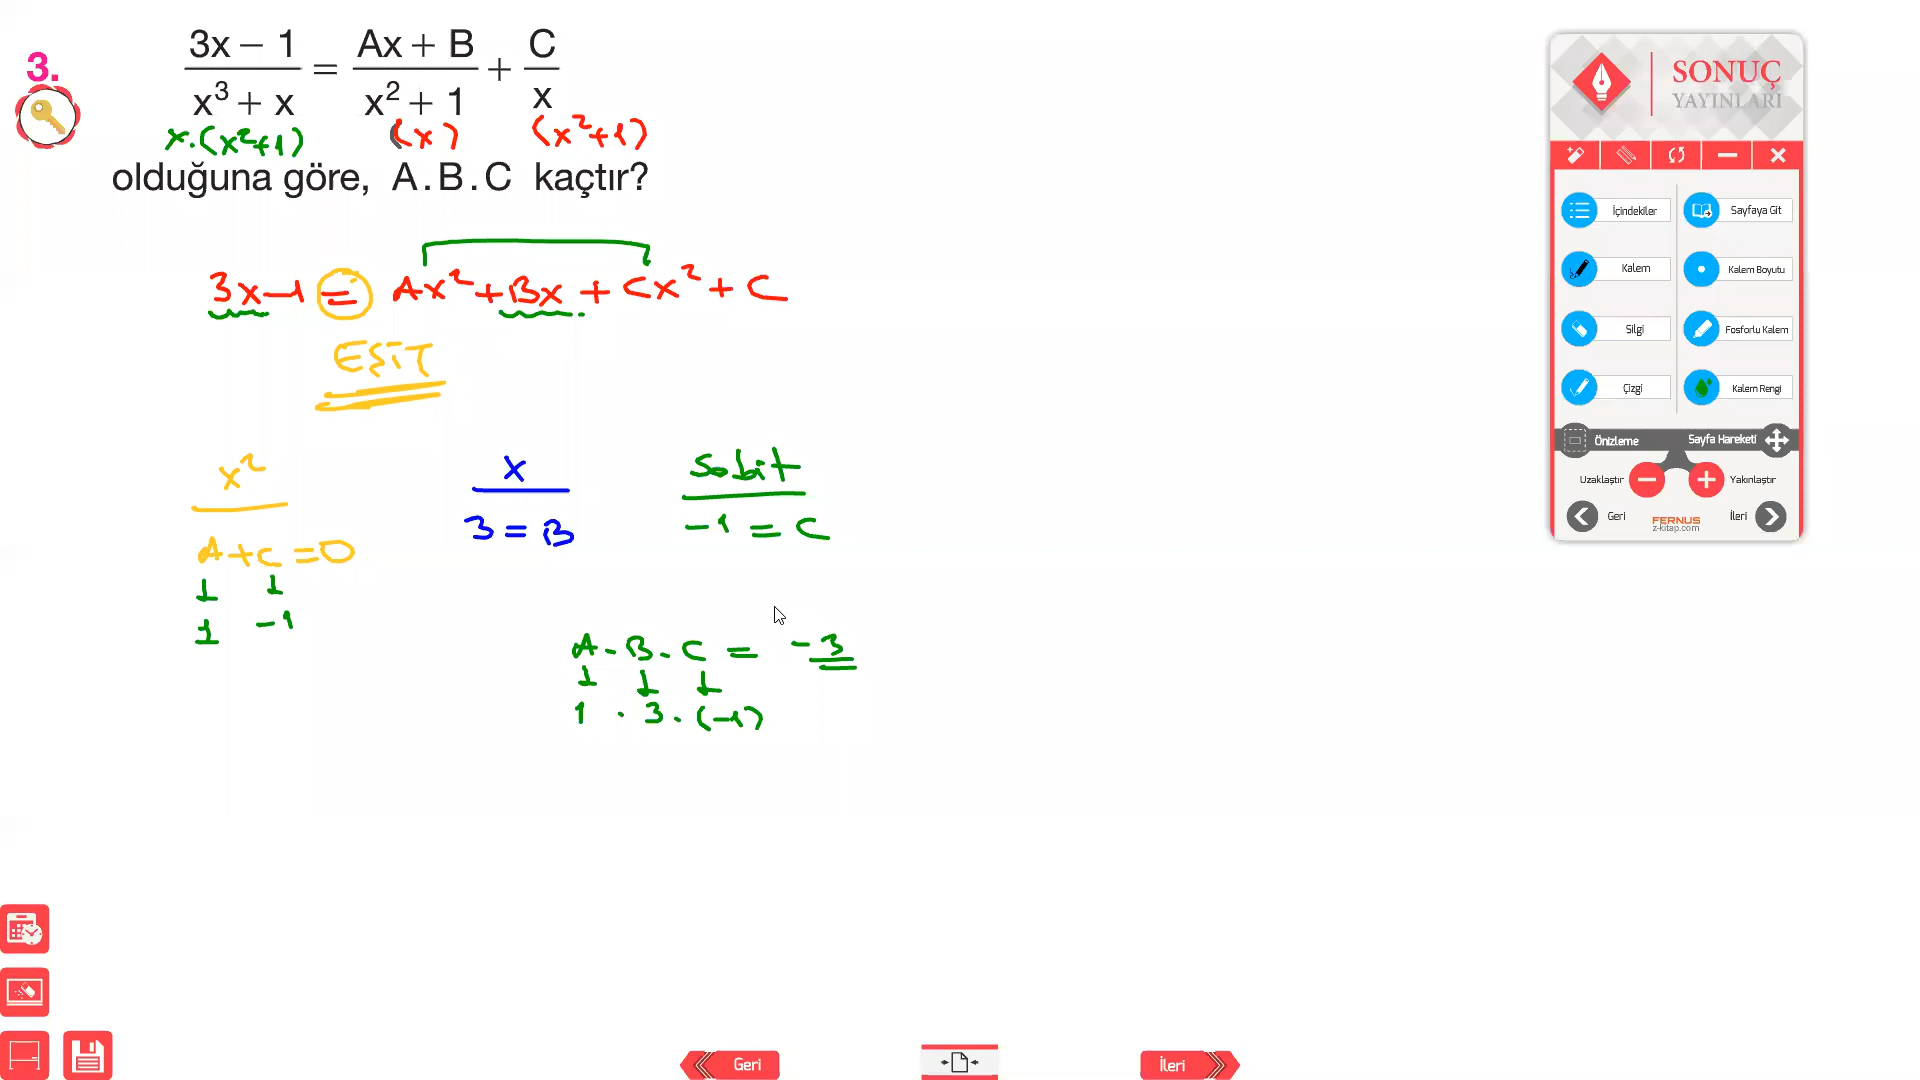 3.
3x − 1 / x³ + x = Ax + B / x² + 1 + C / x
x.(x²+1) (x) (x²+1)
olduğuna göre, A.B.C kaçtır?
3x-1 = Ax²+Bx + Cx² + C
EŞİT
x² x Sabit
A+C=0 3 = B -1 = C
1 -1
A.B.C = -3
1 . 3 . (-1)
SONUÇ
YAYINLARI
İçindekiler Sayfaya Git
Kalem Kalem Boyutu
Silgi Fosforlu Kalem
Çizgi Kalem Rengi
Önizleme Sayfa Hareketi
Uzaklaştır Yakınlaştır
Geri FERNUS İleri
z-kitap.com
Geri İleri